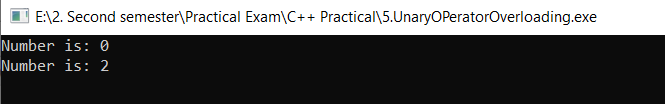 E:\2. Second semester\Practical Exam\C++ Practical\5.UnaryOPeratorOverloading.exe
Number is: 0
Number is: 2